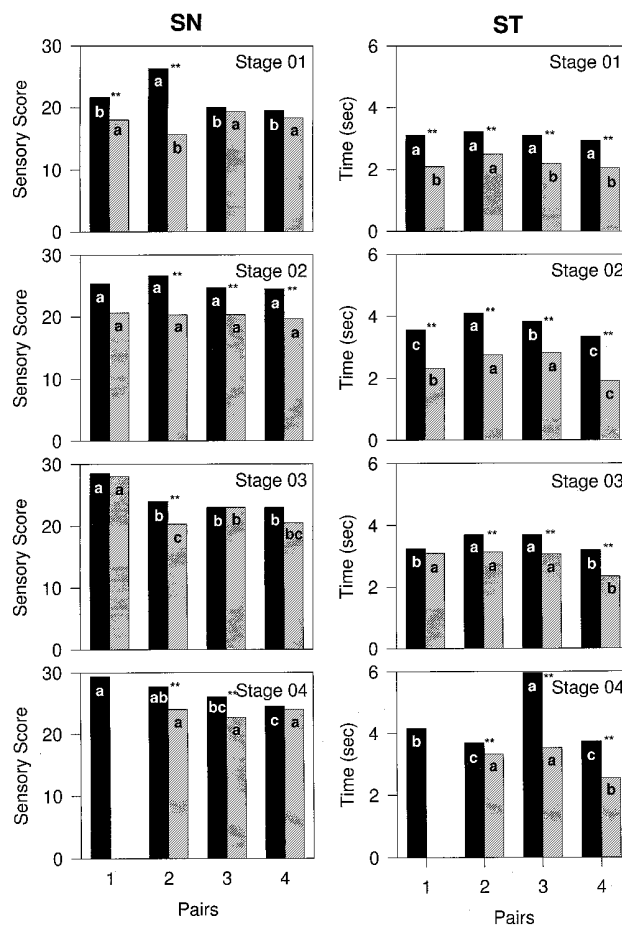 SN
30
20
10
0
Sensory Score
Stage 01
b ** a
a ** b
b a
b a
30
20
10
0
Sensory Score
Stage 02
a a
a ** a
a ** a
a ** a
30
20
10
0
Sensory Score
Stage 03
a a
b ** c
b b
b bc
30
20
10
0
Sensory Score
Stage 04
a
ab ** a
bc ** a
c a
1 2 3 4
Pairs
ST
6
4
2
0
Time (sec)
Stage 01
a ** b
a ** a
a ** b
a ** b
6
4
2
0
Time (sec)
Stage 02
c ** b
a ** a
b ** a
c ** c
6
4
2
0
Time (sec)
Stage 03
b a
a ** a
a ** a
b ** b
6
4
2
0
Time (sec)
Stage 04
b
c ** a
a ** a
c ** b
1 2 3 4
Pairs